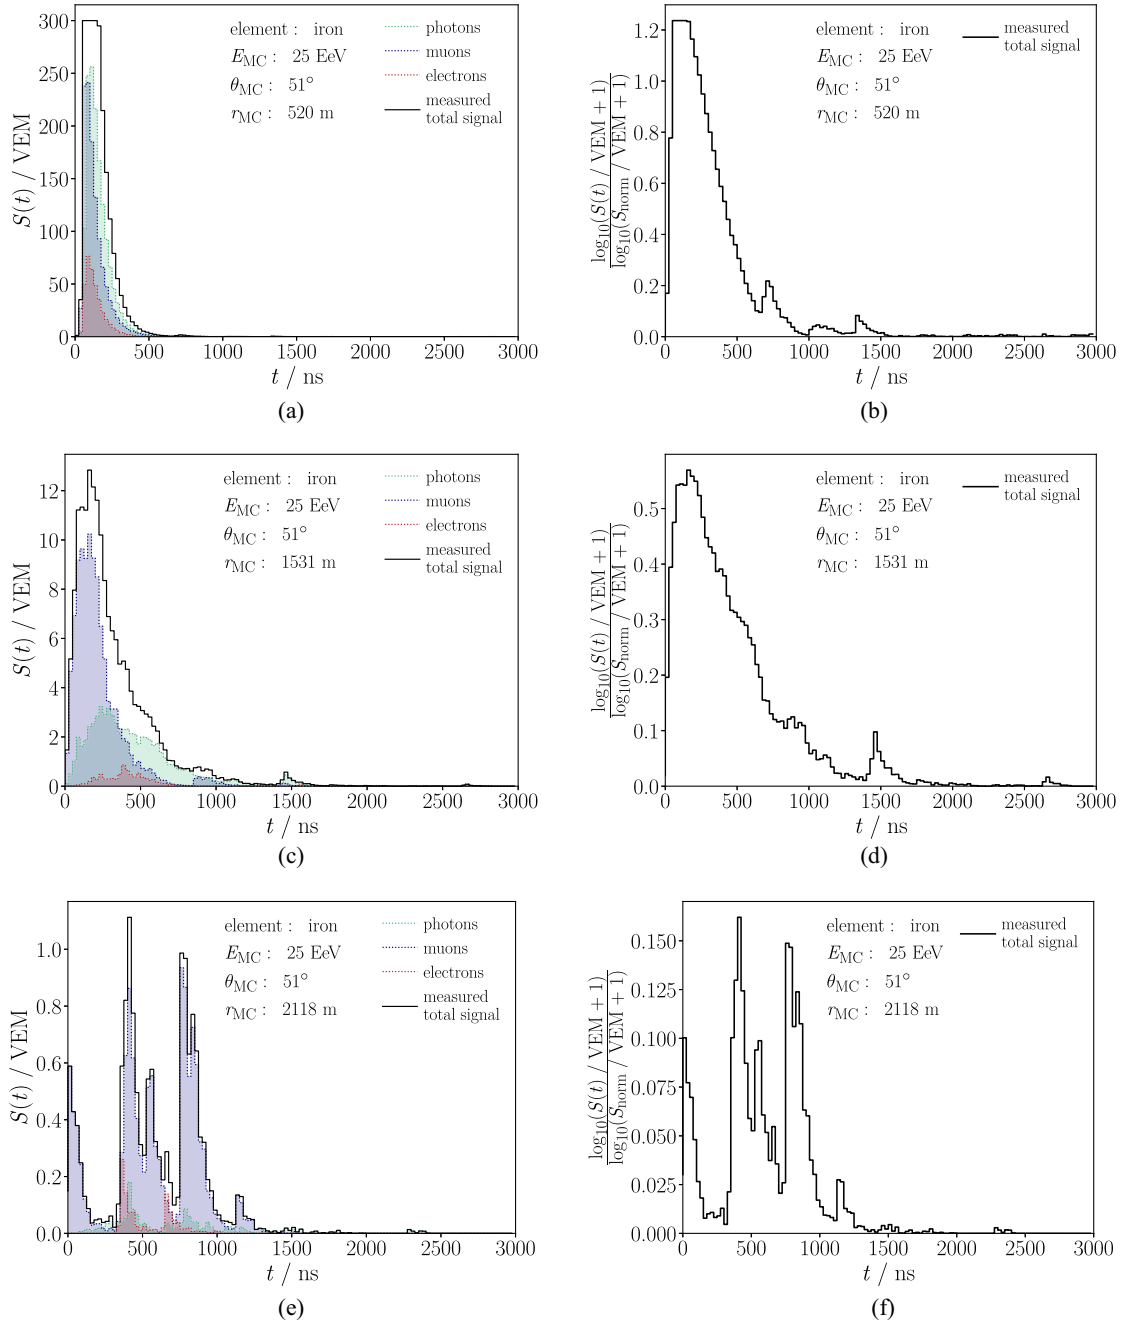 300
250
200
150
100
50
0
S(t) / VEM
element : iron
E_MC : 25 EeV
θ_MC : 51°
r_MC : 520 m
photons
muons
electrons
measured
total signal
0 500 1000 1500 2000 2500 3000
t / ns
(a)
1.2
1.0
0.8
0.6
0.4
0.2
0.0
log₁₀(S(t) / VEM + 1)
log₁₀(S_norm / VEM + 1)
element : iron
E_MC : 25 EeV
θ_MC : 51°
r_MC : 520 m
measured
total signal
0 500 1000 1500 2000 2500 3000
t / ns
(b)
12
10
8
6
4
2
0
S(t) / VEM
element : iron
E_MC : 25 EeV
θ_MC : 51°
r_MC : 1531 m
photons
muons
electrons
measured
total signal
0 500 1000 1500 2000 2500 3000
t / ns
(c)
0.5
0.4
0.3
0.2
0.1
0.0
log₁₀(S(t) / VEM + 1)
log₁₀(S_norm / VEM + 1)
element : iron
E_MC : 25 EeV
θ_MC : 51°
r_MC : 1531 m
measured
total signal
0 500 1000 1500 2000 2500 3000
t / ns
(d)
1.0
0.8
0.6
0.4
0.2
0.0
S(t) / VEM
element : iron
E_MC : 25 EeV
θ_MC : 51°
r_MC : 2118 m
photons
muons
electrons
measured
total signal
0 500 1000 1500 2000 2500 3000
t / ns
(e)
0.150
0.125
0.100
0.075
0.050
0.025
0.000
log₁₀(S(t) / VEM + 1)
log₁₀(S_norm / VEM + 1)
element : iron
E_MC : 25 EeV
θ_MC : 51°
r_MC : 2118 m
measured
total signal
0 500 1000 1500 2000 2500 3000
t / ns
(f)